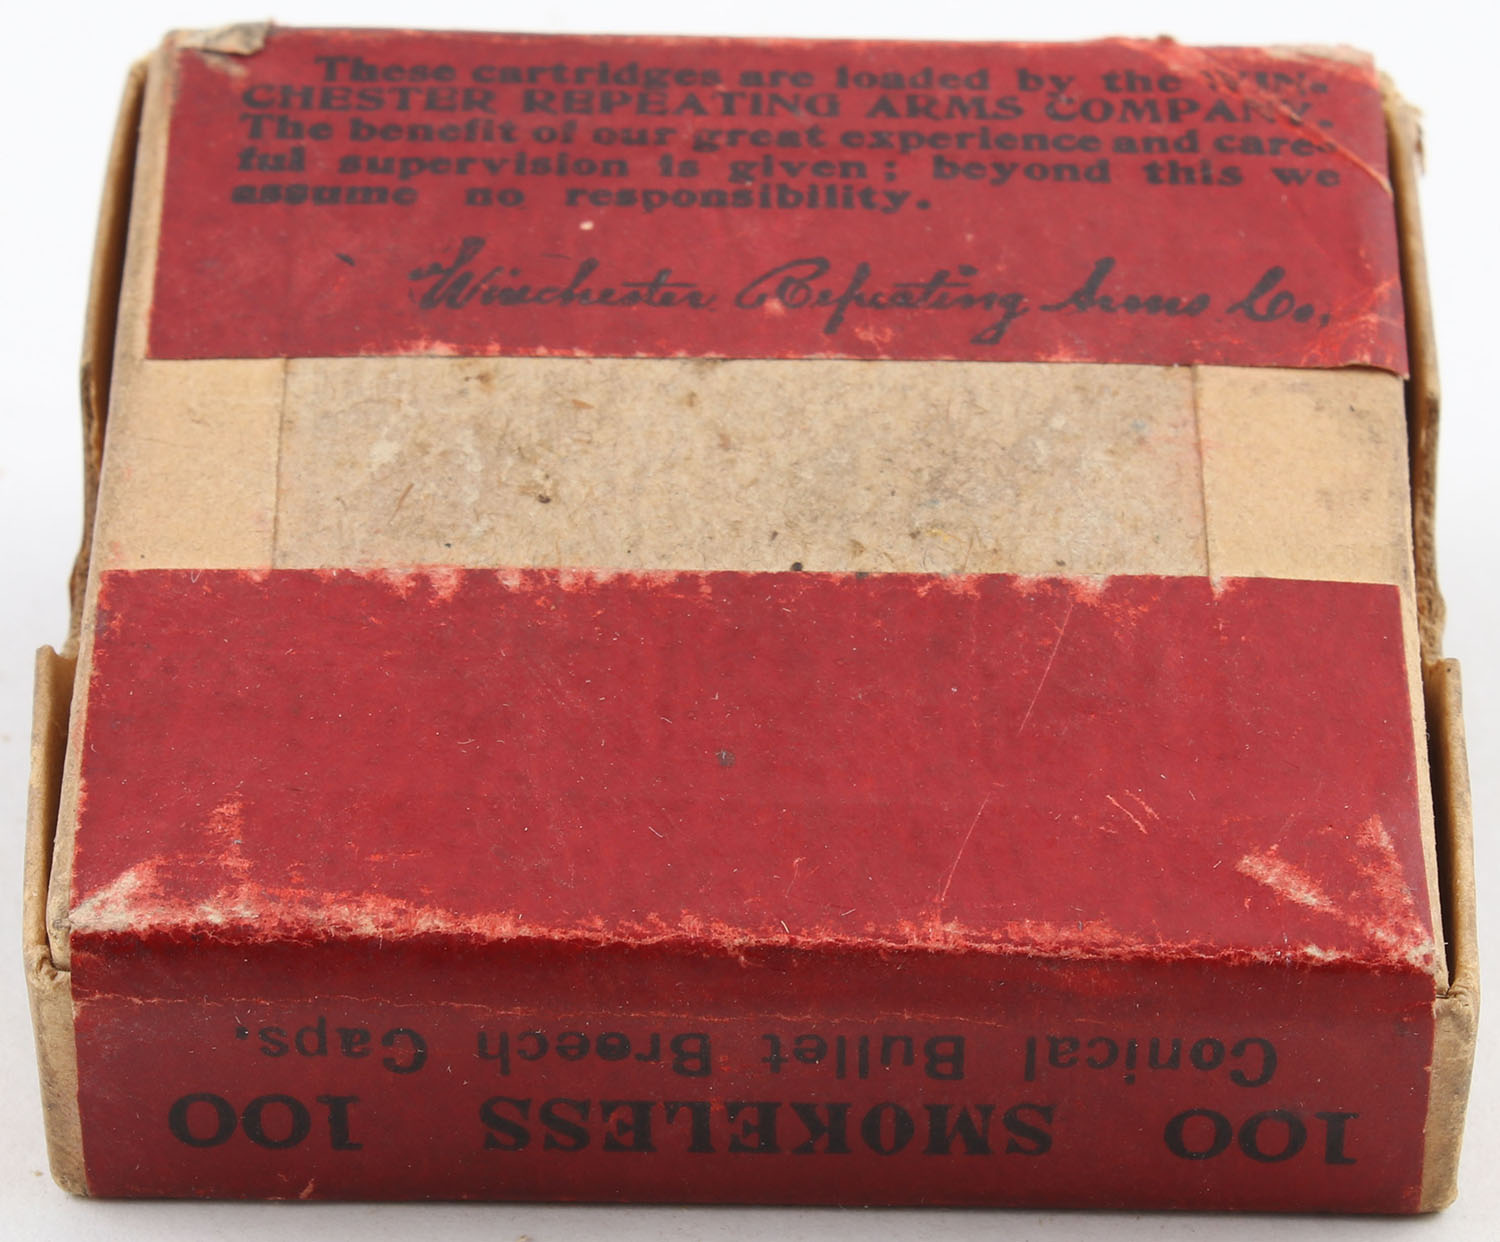 These cartridges are loaded by the WIN-
CHESTER REPEATING ARMS COMPANY.
The benefit of our great experience and care-
ful supervision is given; beyond this we
assume no responsibility.
Winchester Repeating Arms Co.,
100 SMOKELESS 100
Conical Bullet Breech Caps.